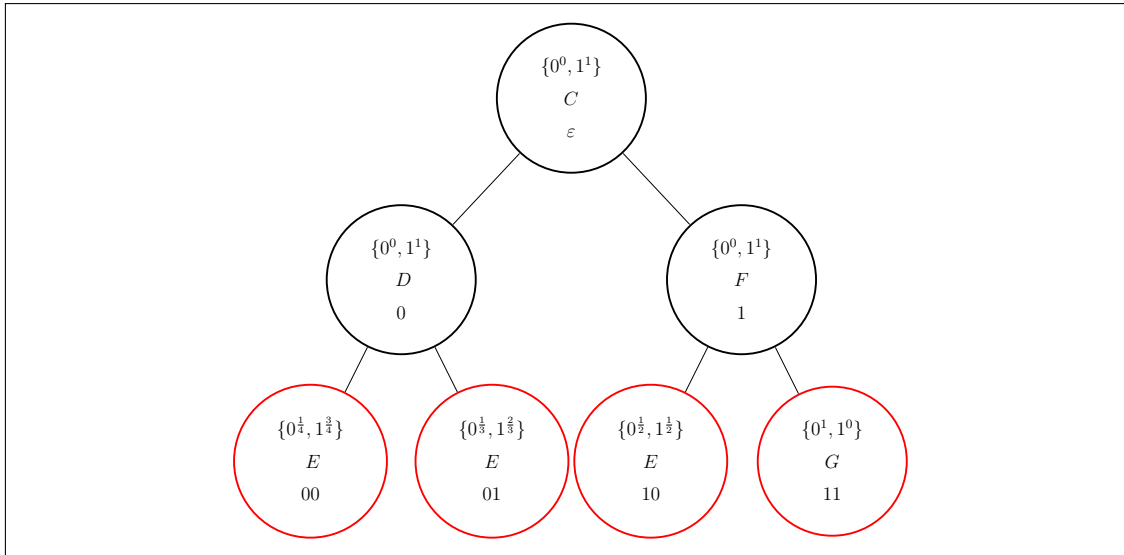 {0^0, 1^1}
C
ε
{0^0, 1^1}
D
0
{0^0, 1^1}
F
1
{0^{1/4}, 1^{3/4}}
E
00
{0^{1/3}, 1^{2/3}}
E
01
{0^{1/2}, 1^{1/2}}
E
10
{0^1, 1^0}
G
11